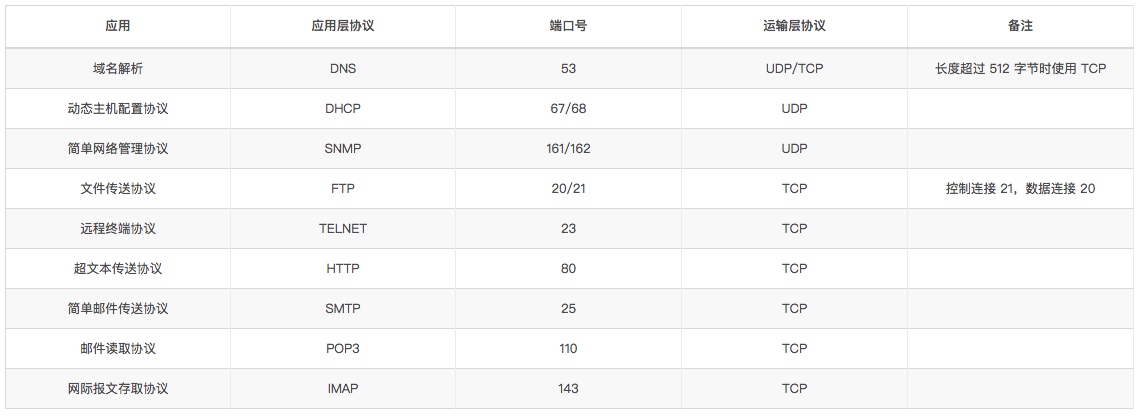 应用 应用层协议 端口号 运输层协议 备注
域名解析 DNS 53 UDP/TCP 长度超过 512 字节时使用 TCP
动态主机配置协议 DHCP 67/68 UDP
简单网络管理协议 SNMP 161/162 UDP
文件传送协议 FTP 20/21 TCP 控制连接 21，数据连接 20
远程终端协议 TELNET 23 TCP
超文本传送协议 HTTP 80 TCP
简单邮件传送协议 SMTP 25 TCP
邮件读取协议 POP3 110 TCP
网际报文存取协议 IMAP 143 TCP